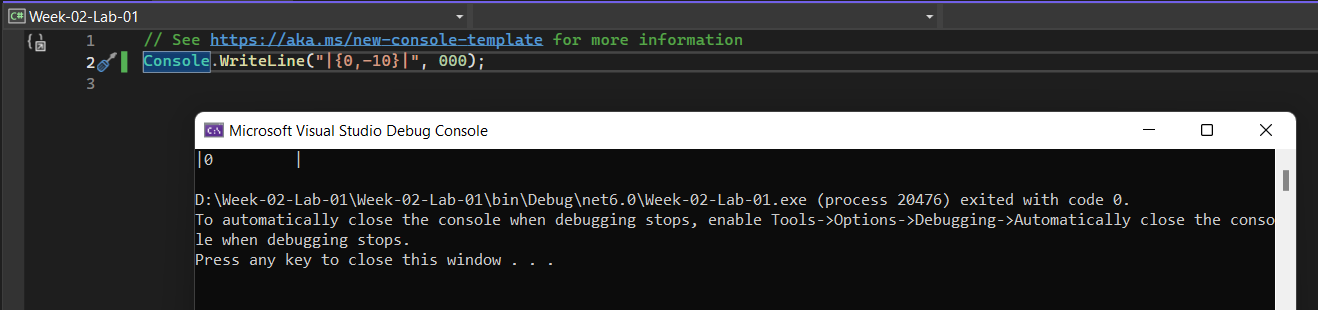 C# Week-02-Lab-01
1 // See https://aka.ms/new-console-template for more information
2 Console.WriteLine("|{0,-10}|", 000);
3
C:\ Microsoft Visual Studio Debug Console
|0         |
D:\Week-02-Lab-01\Week-02-Lab-01\bin\Debug\net6.0\Week-02-Lab-01.exe (process 20476) exited with code 0.
To automatically close the console when debugging stops, enable Tools->Options->Debugging->Automatically close the conso
le when debugging stops.
Press any key to close this window . . .